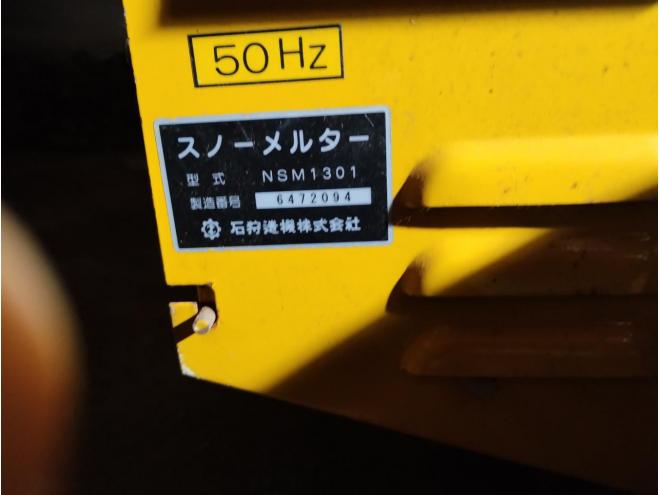 50Hz
スノーメルター
型式 NSM1301
製造番号 6472094
石狩造機株式会社